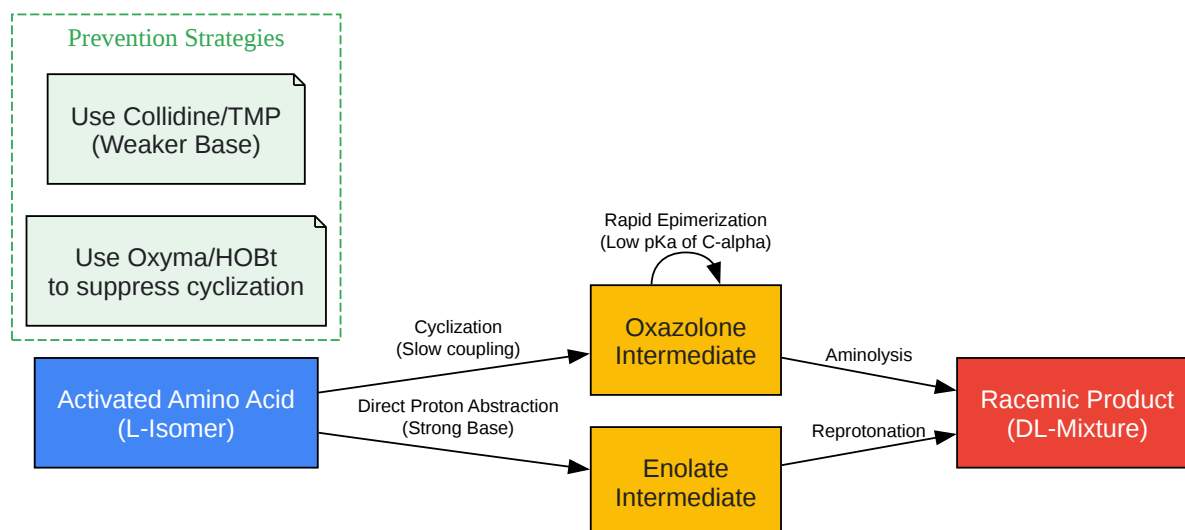 Prevention Strategies
Use Collidine/TMP
(Weaker Base)
Use Oxyma/HOBt
to suppress cyclization
Activated Amino Acid
(L-Isomer)
Cyclization
(Slow coupling)
Direct Proton Abstraction
(Strong Base)
Rapid Epimerization
(Low pKa of C-alpha)
Oxazolone
Intermediate
Enolate
Intermediate
Aminolysis
Reprotonation
Racemic Product
(DL-Mixture)